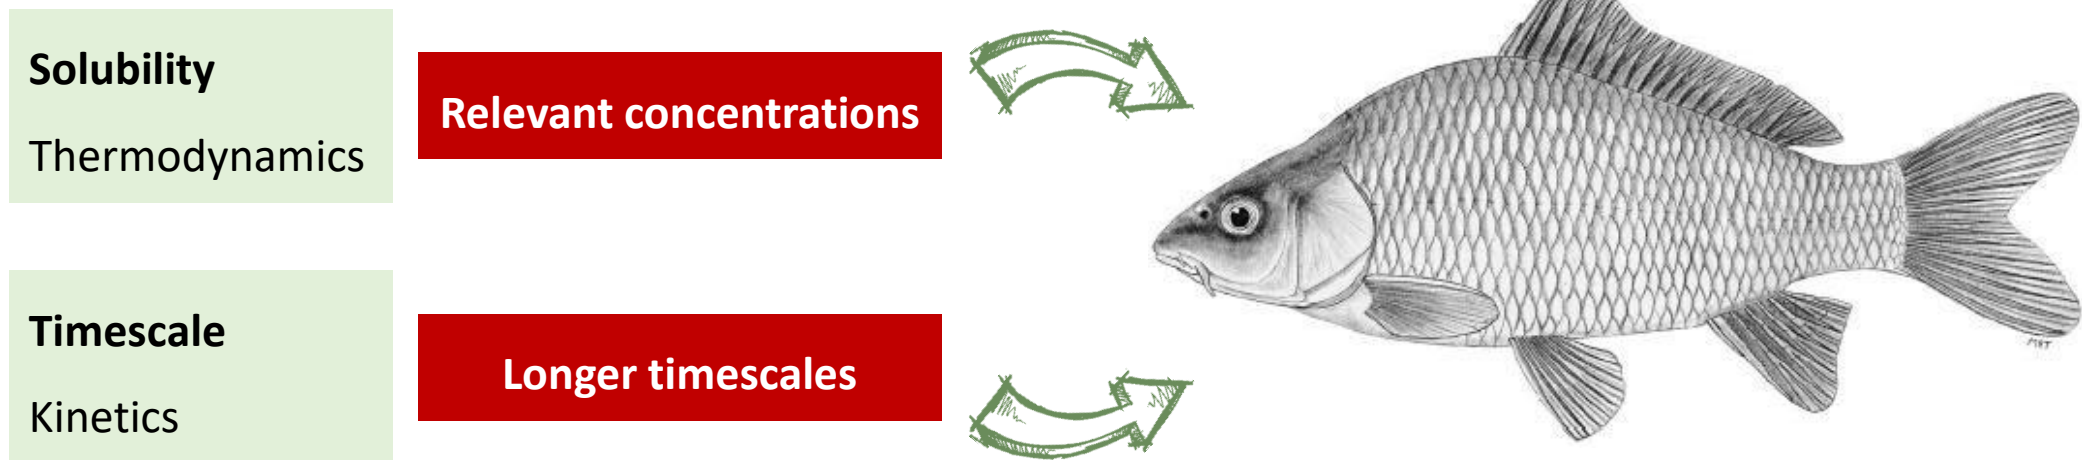 Solubility
Thermodynamics
Relevant concentrations
Timescale
Kinetics
Longer timescales